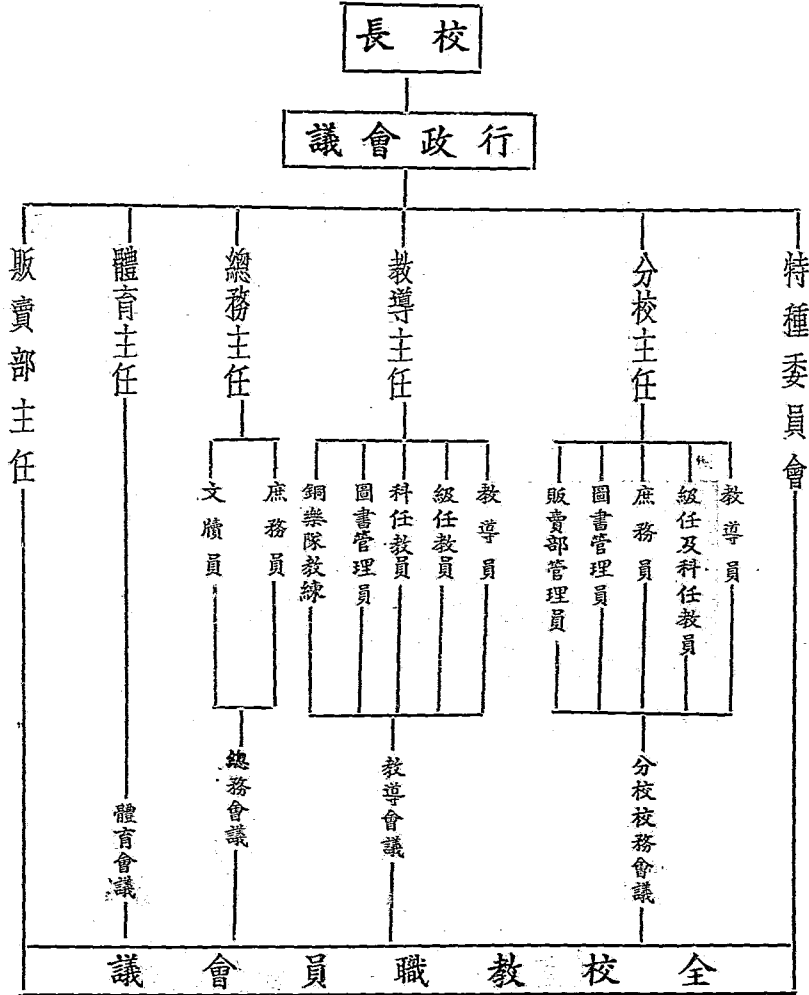 校長
行政會議
特種委員會
分校主任
教導主任
總務主任
體育主任
販賣部主任
教導員
級任及科任教員
庶務員
圖書管理員
販賣部管理員
教導員
級任教員
科任教員
圖書管理員
銅樂隊教練
庶務員
文牘員
分校校務會議
教導會議
總務會議
體育會議
全校教職員會議